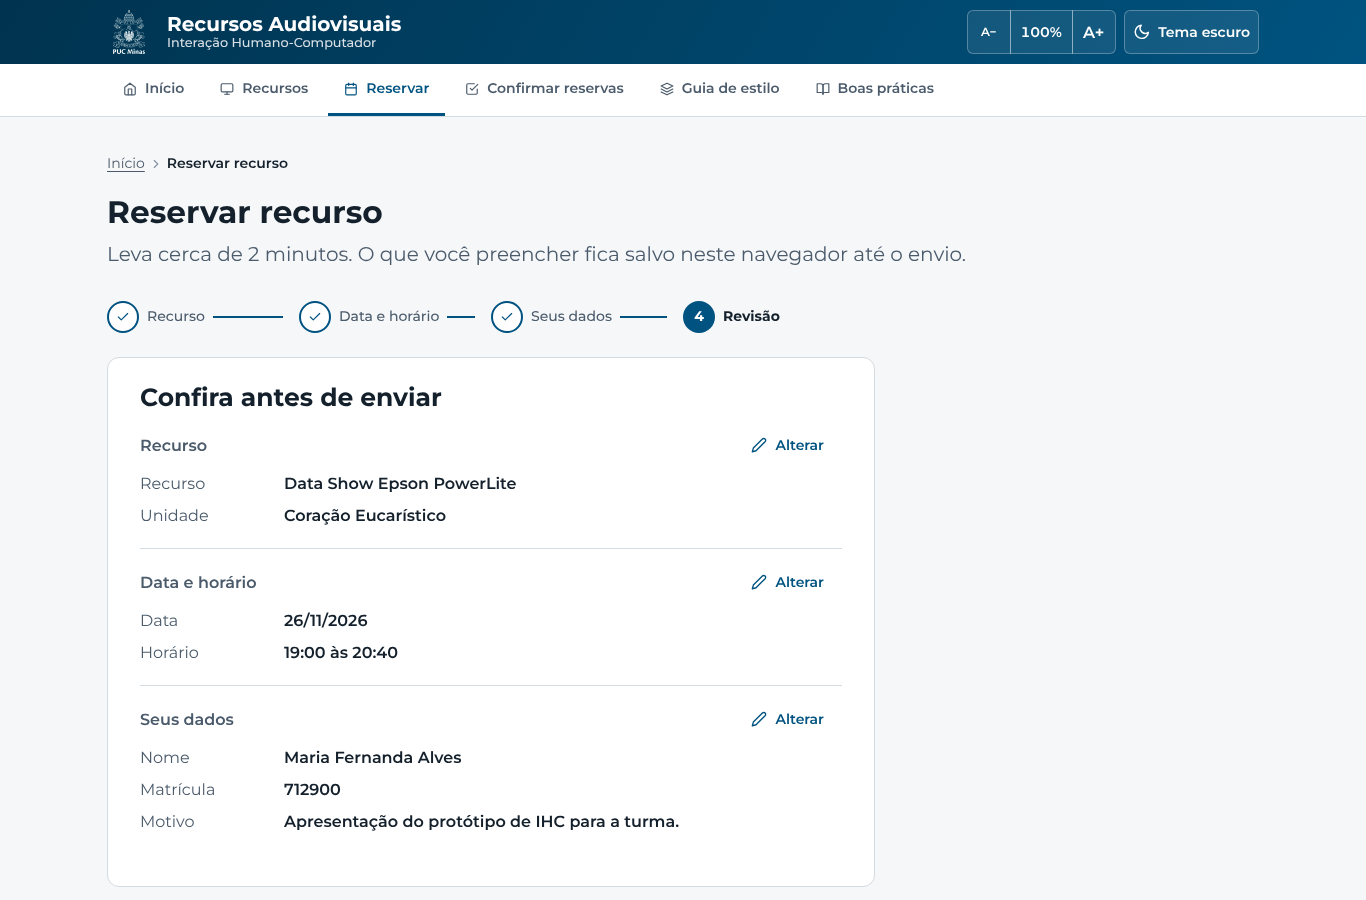 PUC Minas
Recursos Audiovisuais
Interação Humano-Computador
A−
100%
A+
Tema escuro
Início
Recursos
Reservar
Confirmar reservas
Guia de estilo
Boas práticas
Início > Reservar recurso
Reservar recurso
Leva cerca de 2 minutos. O que você preencher fica salvo neste navegador até o envio.
Recurso
Data e horário
Seus dados
4 Revisão
Confira antes de enviar
Recurso
Alterar
Recurso Data Show Epson PowerLite
Unidade Coração Eucarístico
Data e horário
Alterar
Data 26/11/2026
Horário 19:00 às 20:40
Seus dados
Alterar
Nome Maria Fernanda Alves
Matrícula 712900
Motivo Apresentação do protótipo de IHC para a turma.